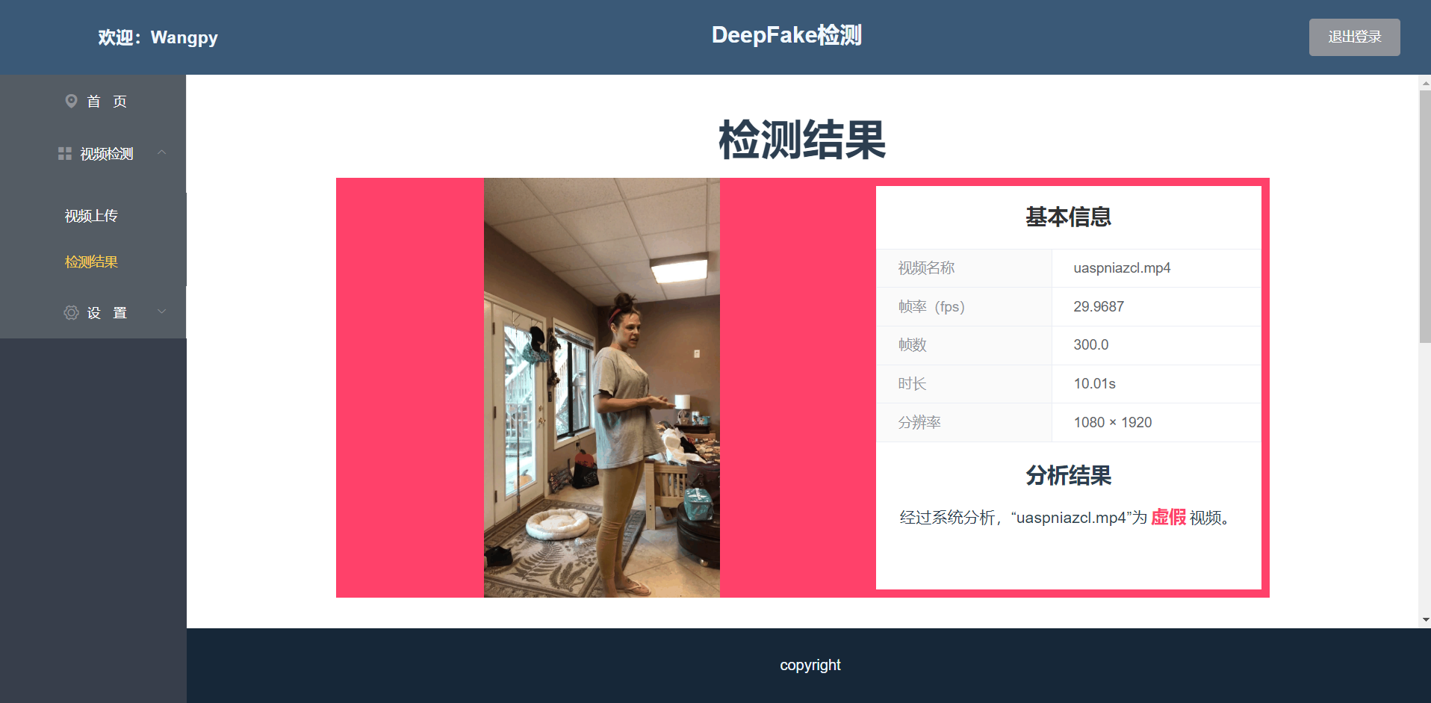 欢迎：Wangpy
DeepFake检测
退出登录
首 页
视频检测
视频上传
检测结果
设 置
检测结果
基本信息
视频名称 uaspniazcl.mp4
帧率（fps） 29.9687
帧数 300.0
时长 10.01s
分辨率 1080 × 1920
分析结果
经过系统分析，“uaspniazcl.mp4”为 虚假 视频。
copyright